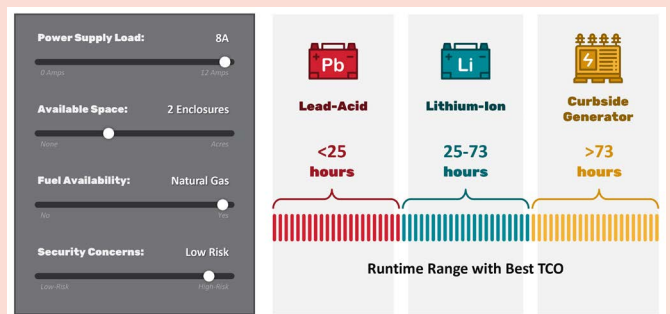 Power Supply Load: 8A
0 Amps 12 Amps
Available Space: 2 Enclosures
None Acres
Fuel Availability: Natural Gas
No Yes
Security Concerns: Low Risk
Low-Risk High-Risk
+ Pb -
Lead-Acid
<25
hours
+ Li -
Lithium-Ion
25-73
hours
Curbside
Generator
>73
hours
Runtime Range with Best TCO